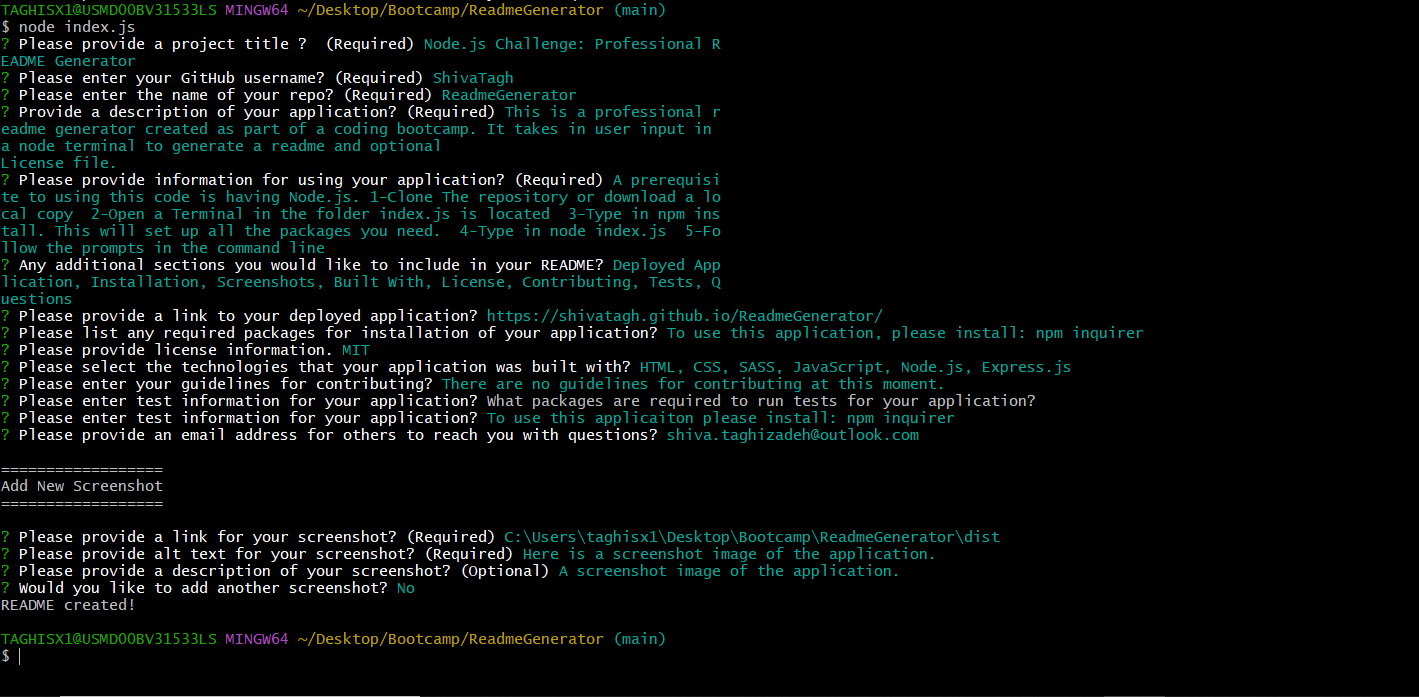 TAGHISX1@USMDOOBV31533LS MINGW64 ~/Desktop/Bootcamp/ReadmeGenerator (main)
$ node index.js
? Please provide a project title ?  (Required) Node.js Challenge: Professional R
EADME Generator
? Please enter your GitHub username? (Required) ShivaTagh
? Please enter the name of your repo? (Required) ReadmeGenerator
? Provide a description of your application? (Required) This is a professional r
eadme generator created as part of a coding bootcamp. It takes in user input in
a node terminal to generate a readme and optional
License file.
? Please provide information for using your application? (Required) A prerequisi
te to using this code is having Node.js. 1-Clone The repository or download a lo
cal copy  2-Open a Terminal in the folder index.js is located  3-Type in npm ins
tall. This will set up all the packages you need.  4-Type in node index.js  5-Fo
llow the prompts in the command line
? Any additional sections you would like to include in your README? Deployed App
lication, Installation, Screenshots, Built With, License, Contributing, Tests, Q
uestions
? Please provide a link to your deployed application? https://shivatagh.github.io/ReadmeGenerator/
? Please list any required packages for installation of your application? To use this application, please install: npm inquirer
? Please provide license information. MIT
? Please select the technologies that your application was built with? HTML, CSS, SASS, JavaScript, Node.js, Express.js
? Please enter your guidelines for contributing? There are no guidelines for contributing at this moment.
? Please enter test information for your application? What packages are required to run tests for your application?
? Please enter test information for your application? To use this applicaiton please install: npm inquirer
? Please provide an email address for others to reach you with questions? shiva.taghizadeh@outlook.com
==================
Add New Screenshot
==================
? Please provide a link for your screenshot? (Required) C:\Users\taghisx1\Desktop\Bootcamp\ReadmeGenerator\dist
? Please provide alt text for your screenshot? (Required) Here is a screenshot image of the application.
? Please provide a description of your screenshot? (Optional) A screenshot image of the application.
? Would you like to add another screenshot? No
README created!
TAGHISX1@USMDOOBV31533LS MINGW64 ~/Desktop/Bootcamp/ReadmeGenerator (main)
$